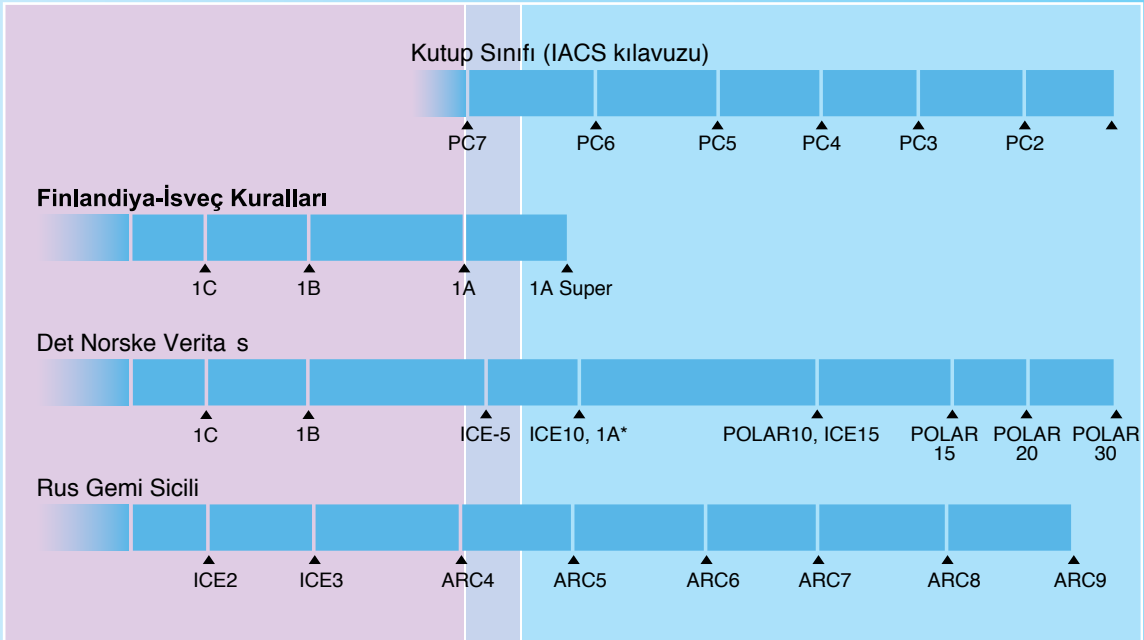 Kutup Sınıfı (IACS kılavuzu)
PC7 PC6 PC5 PC4 PC3 PC2
Finlandiya-İsveç Kuralları
1C 1B 1A 1A Super
Det Norske Verita s
1C 1B ICE-5 ICE10, 1A* POLAR10, ICE15 POLAR POLAR POLAR
15 20 30
Rus Gemi Sicili
ICE2 ICE3 ARC4 ARC5 ARC6 ARC7 ARC8 ARC9